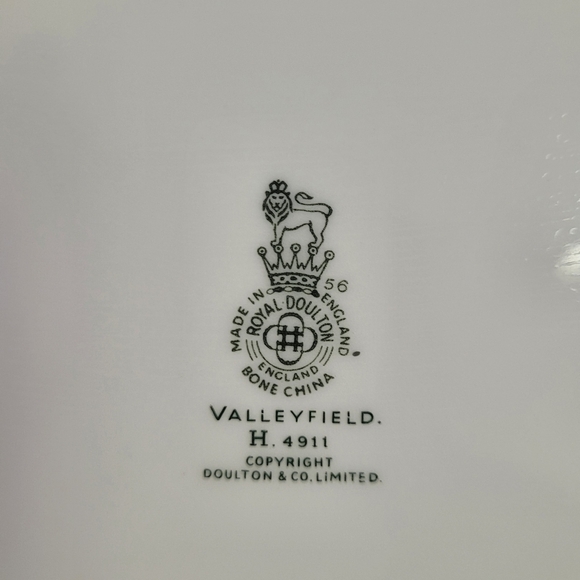 56
MADE IN ENGLAND
ROYAL DOULTON
ENGLAND
BONE CHINA
VALLEYFIELD.
H. 4911
COPYRIGHT
DOULTON & CO. LIMITED.